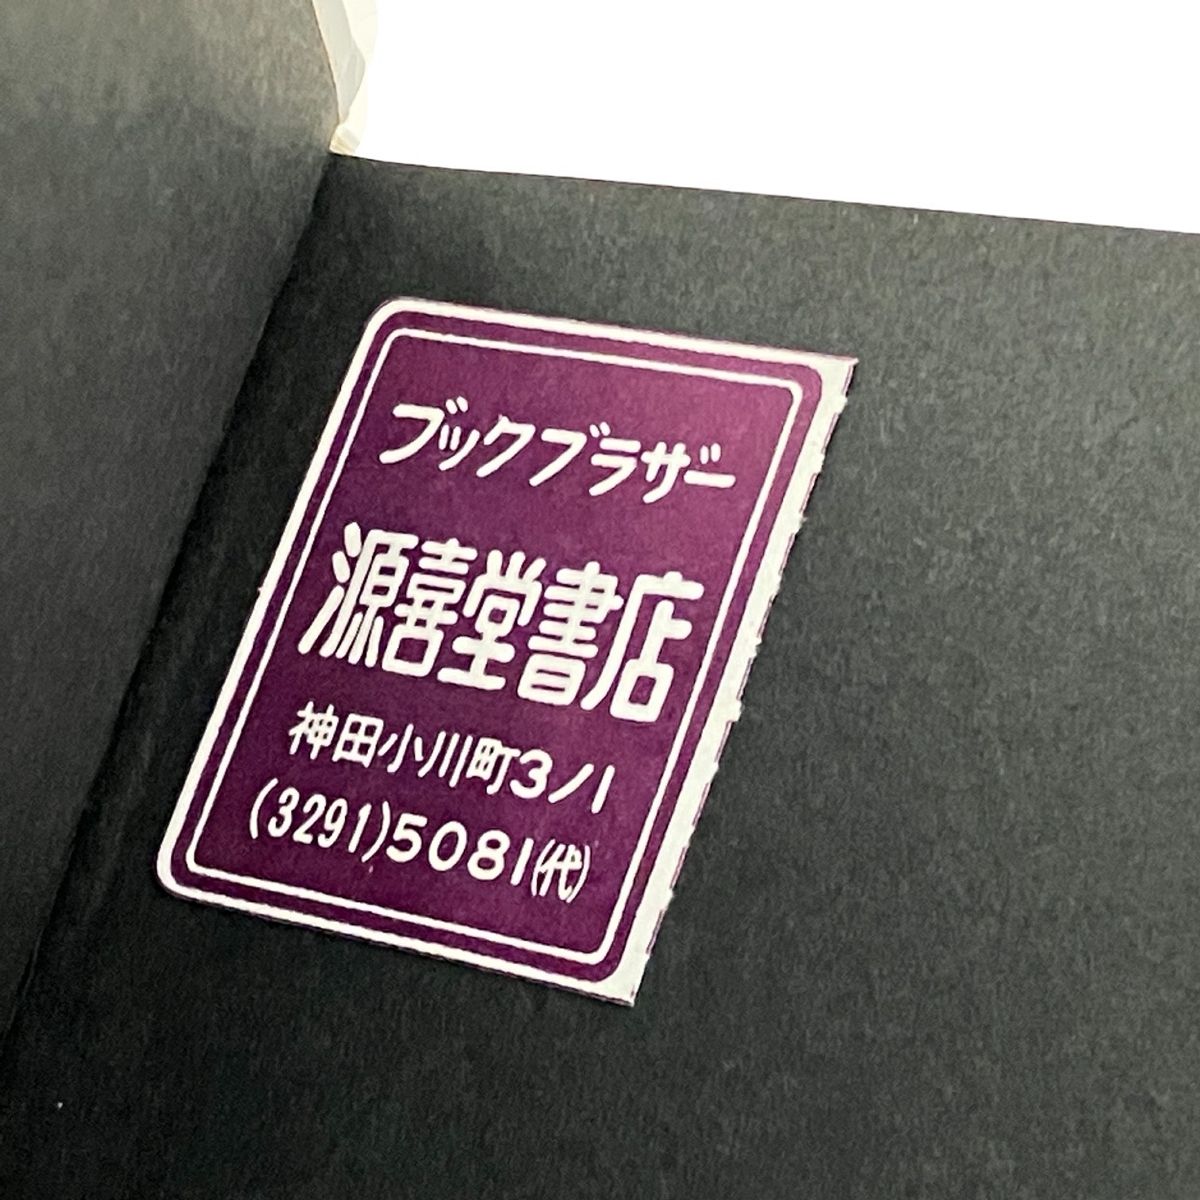 ブックブラザー
源喜堂書店
神田小川町3ノ1
(3291)5081(代)